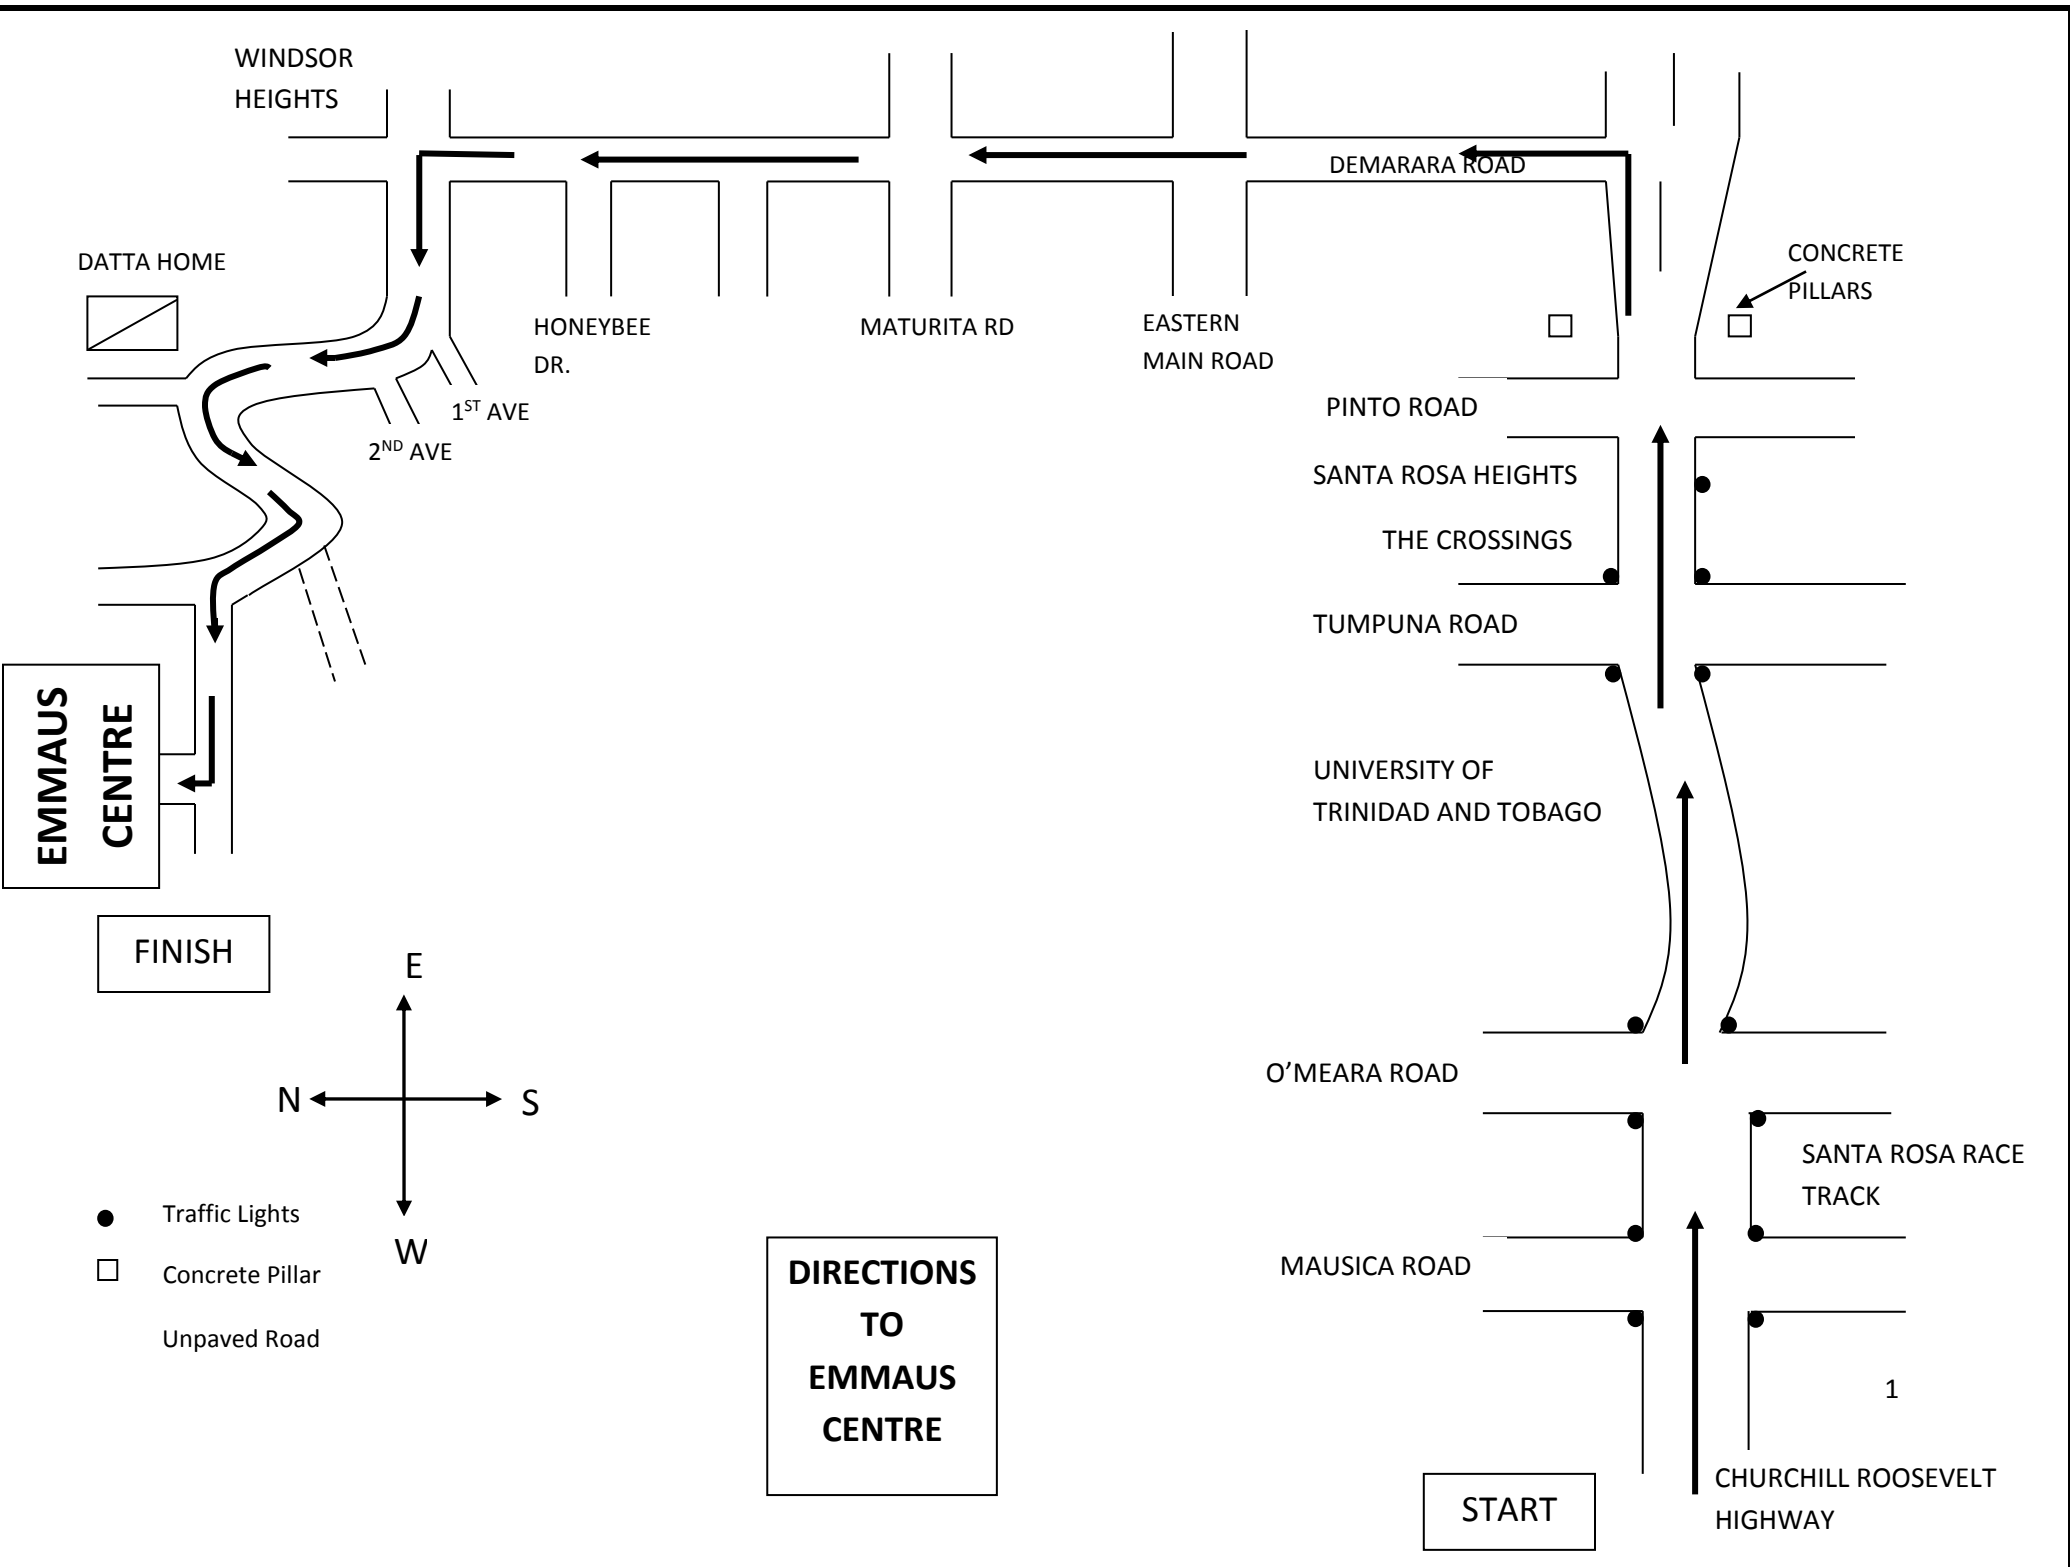 WINDSOR
HEIGHTS
DEMARARA ROAD
DATTA HOME
CONCRETE
PILLARS
HONEYBEE
DR.
MATURITA RD
EASTERN
MAIN ROAD
1ST AVE
2ND AVE
PINTO ROAD
SANTA ROSA HEIGHTS
THE CROSSINGS
TUMPUNA ROAD
EMMAUS
CENTRE
UNIVERSITY OF
TRINIDAD AND TOBAGO
FINISH
E
N
S
W
O’MEARA ROAD
SANTA ROSA RACE
TRACK
MAUSICA ROAD
Traffic Lights
Concrete Pillar
Unpaved Road
DIRECTIONS
TO
EMMAUS
CENTRE
1
START
CHURCHILL ROOSEVELT
HIGHWAY